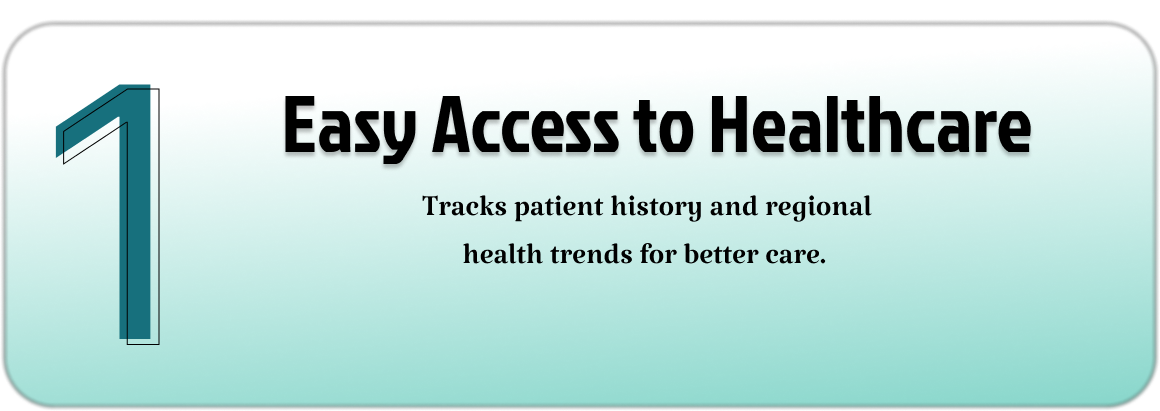 1
Easy Access to Healthcare
Tracks patient history and regional
health trends for better care.